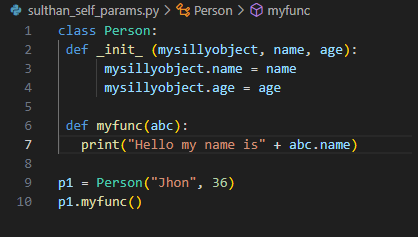 sulthan_self_params.py > Person > myfunc
1 class Person:
2  def _init_ (mysillyobject, name, age):
3      mysillyobject.name = name
4      mysillyobject.age = age
5
6  def myfunc(abc):
7    print("Hello my name is" + abc.name)
8
9 p1 = Person("Jhon", 36)
10 p1.myfunc()